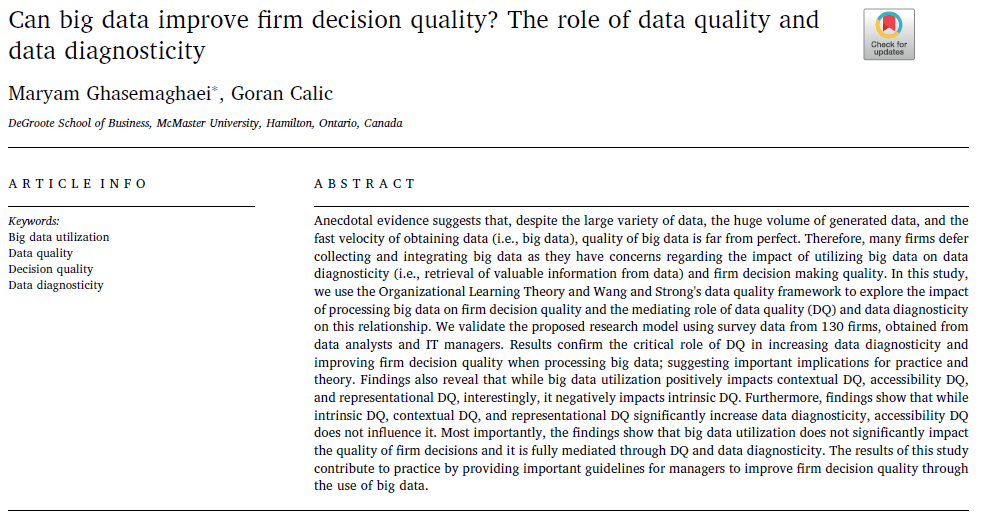 Can big data improve firm decision quality? The role of data quality and
data diagnosticity
Check for
updates
Maryam Ghasemaghaei*, Goran Calic
DeGroote School of Business, McMaster University, Hamilton, Ontario, Canada
ARTICLE INFO
Keywords:
Big data utilization
Data quality
Decision quality
Data diagnosticity
ABSTRACT
Anecdotal evidence suggests that, despite the large variety of data, the huge volume of generated data, and the
fast velocity of obtaining data (i.e., big data), quality of big data is far from perfect. Therefore, many firms defer
collecting and integrating big data as they have concerns regarding the impact of utilizing big data on data
diagnosticity (i.e., retrieval of valuable information from data) and firm decision making quality. In this study,
we use the Organizational Learning Theory and Wang and Strong's data quality framework to explore the impact
of processing big data on firm decision quality and the mediating role of data quality (DQ) and data diagnosticity
on this relationship. We validate the proposed research model using survey data from 130 firms, obtained from
data analysts and IT managers. Results confirm the critical role of DQ in increasing data diagnosticity and
improving firm decision quality when processing big data; suggesting important implications for practice and
theory. Findings also reveal that while big data utilization positively impacts contextual DQ, accessibility DQ,
and representational DQ, interestingly, it negatively impacts intrinsic DQ. Furthermore, findings show that while
intrinsic DQ, contextual DQ, and representational DQ significantly increase data diagnosticity, accessibility DQ
does not influence it. Most importantly, the findings show that big data utilization does not significantly impact
the quality of firm decisions and it is fully mediated through DQ and data diagnosticity. The results of this study
contribute to practice by providing important guidelines for managers to improve firm decision quality through
the use of big data.